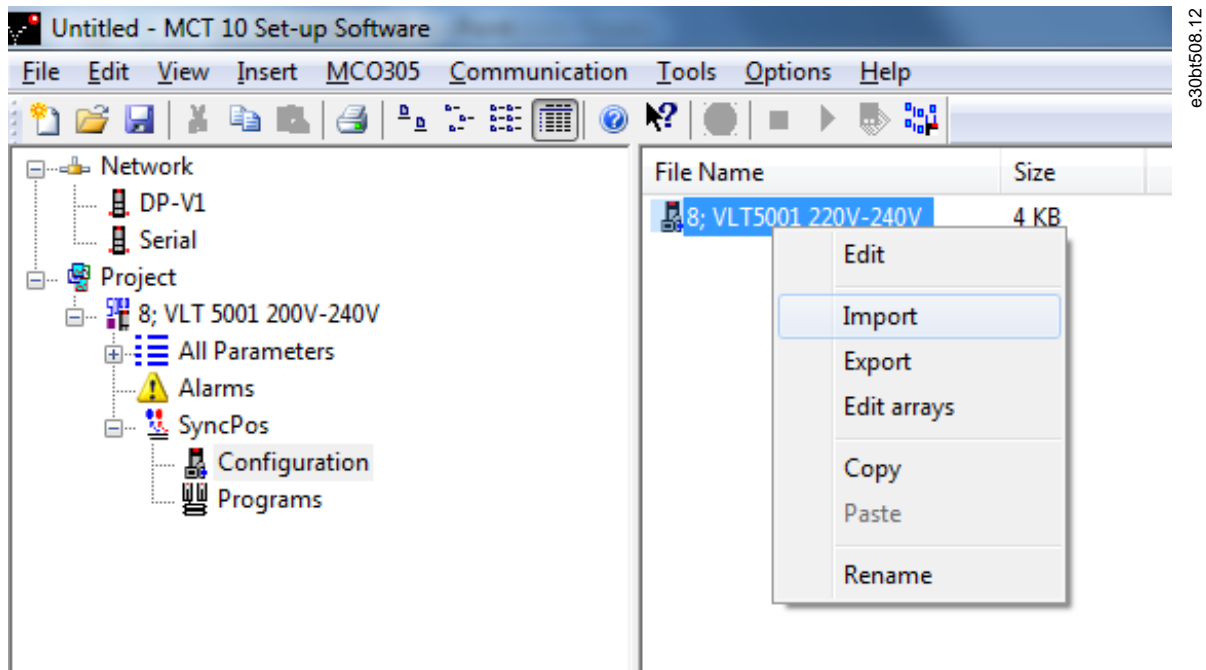 Untitled - MCT 10 Set-up Software
File Edit View Insert MCO305 Communication Tools Options Help
Network
DP-V1
Serial
Project
8; VLT 5001 200V-240V
All Parameters
Alarms
SyncPos
Configuration
Programs
File Name Size
8; VLT5001 220V-240V 4 KB
Edit
Import
Export
Edit arrays
Copy
Paste
Rename
e30bt508.12